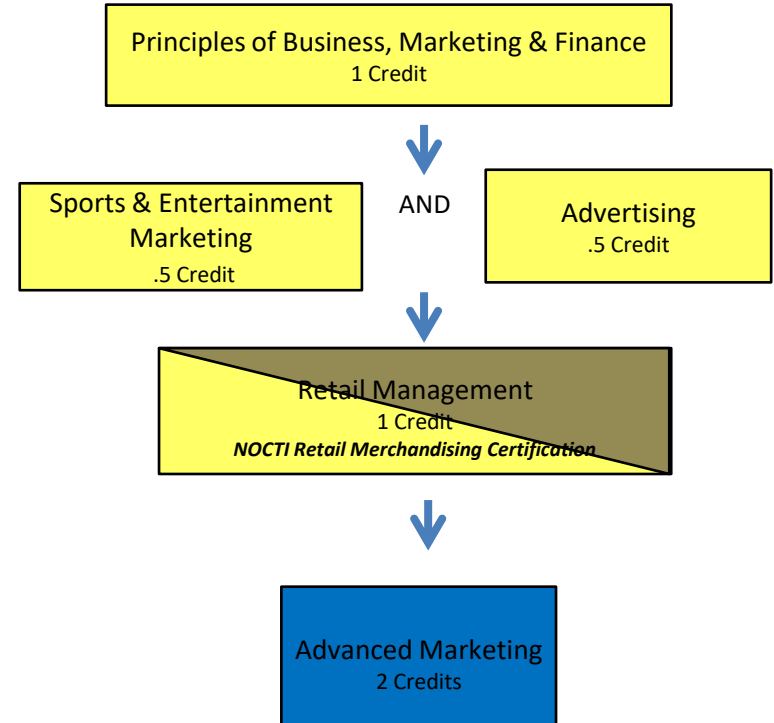 Principles of Business, Marketing & Finance
1 Credit
Sports & Entertainment
Marketing
.5 Credit
AND
Advertising
.5 Credit
Retail Management
1 Credit
NOCTI Retail Merchandising Certification
Advanced Marketing
2 Credits